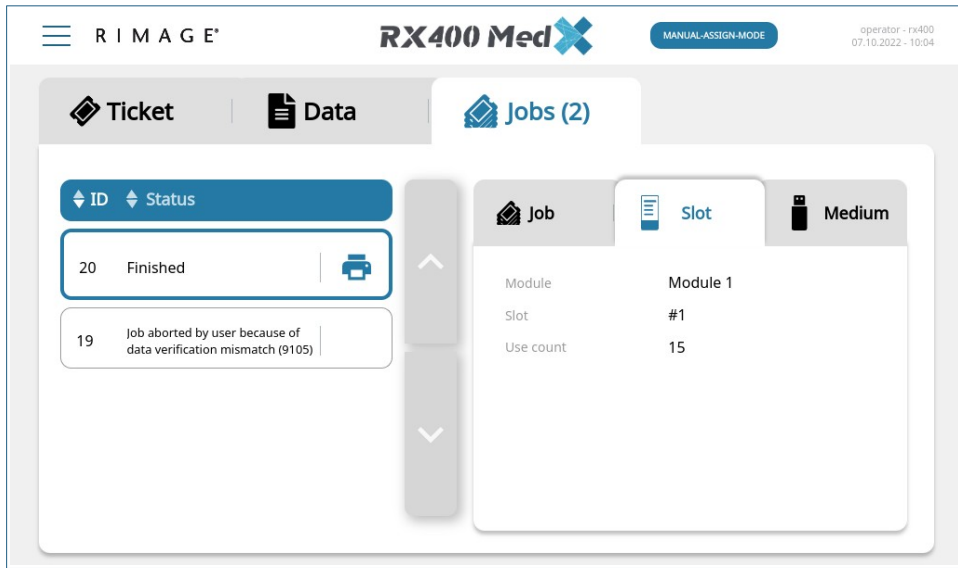 RIMAGE®
RX400 Med
MANUAL-ASSIGN-MODE
operator - rx400
07.10.2022 - 10:04
Ticket
Data
Jobs (2)
ID Status
20 Finished
19 Job aborted by user because of
data verification mismatch (9105)
Job
Slot
Medium
Module Module 1
Slot #1
Use count 15